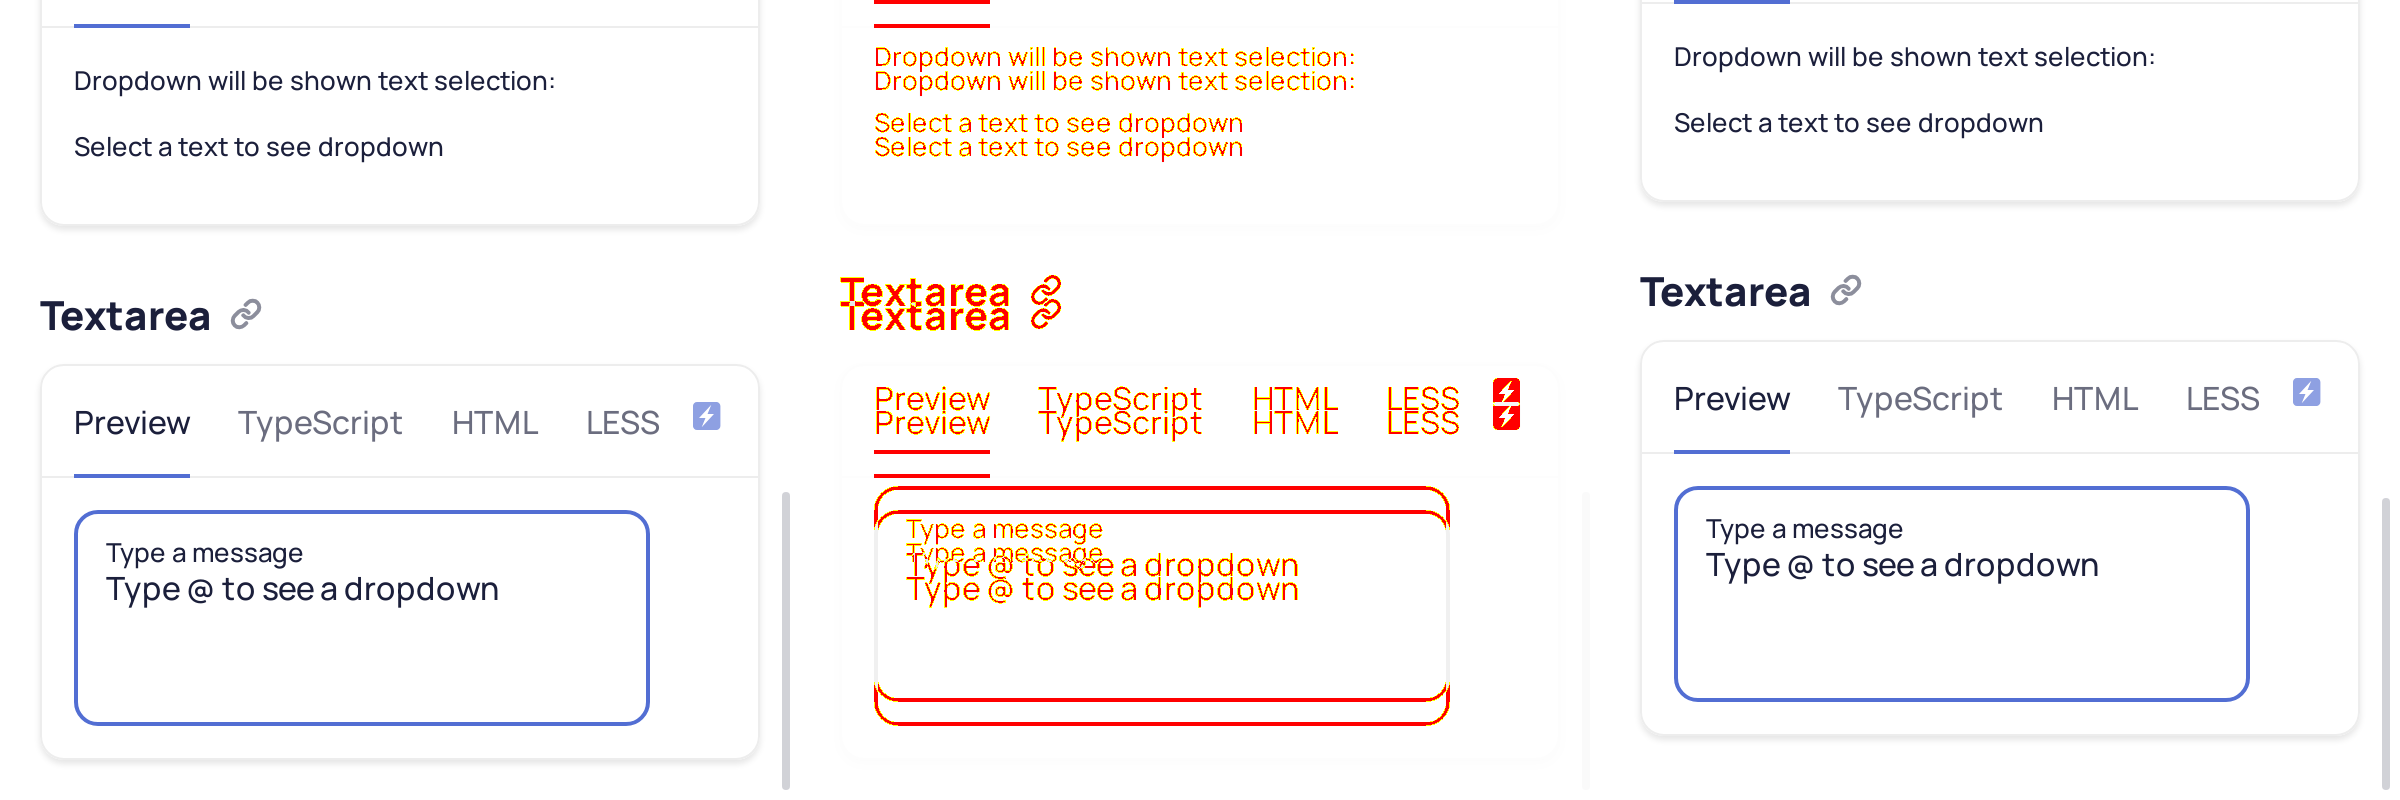 Dropdown will be shown text selection:
Select a text to see dropdown
Textarea
Preview TypeScript HTML LESS
Type a message
Type @ to see a dropdown
Dropdown will be shown text selection:
Dropdown will be shown text selection:
Select a text to see dropdown
Select a text to see dropdown
Textarea
Textarea
Preview TypeScript HTML LESS
Preview TypeScript HTML LESS
Type a message
Type a message
Type @ to see a dropdown
Type @ to see a dropdown
Dropdown will be shown text selection:
Select a text to see dropdown
Textarea
Preview TypeScript HTML LESS
Type a message
Type @ to see a dropdown